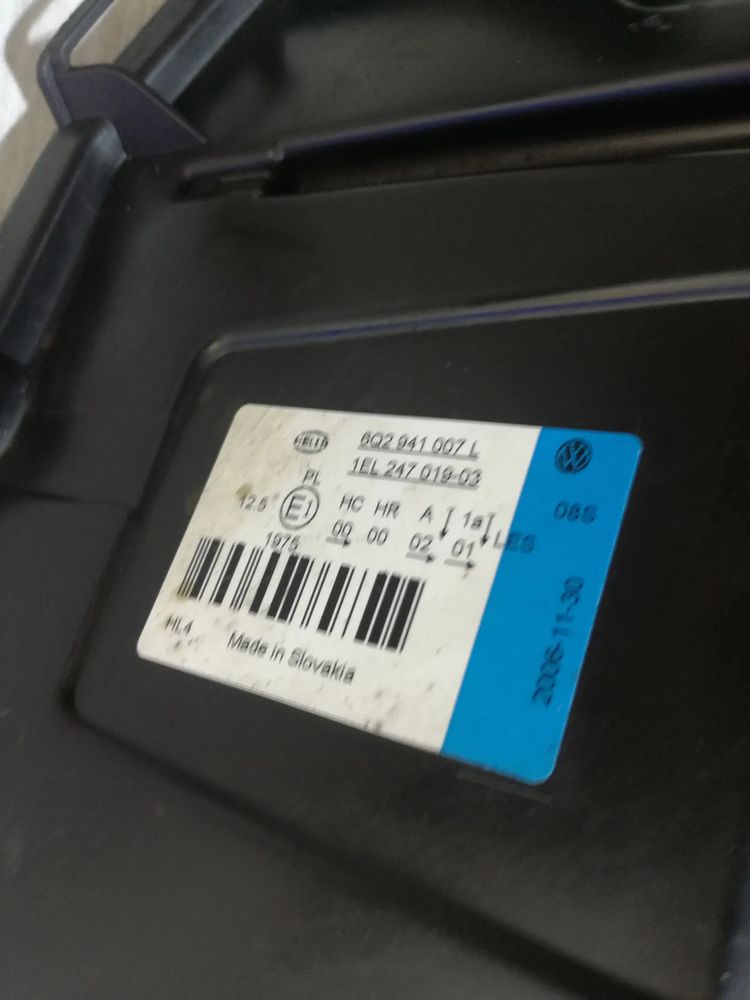 HELLA
6Q2 941 007 L
1EL 247 019-03
PL
12.5 E1 HC HR A 1a
00 00 02 01 LES
1975
HL4
Made in Slovakia
08S
2006-11-30